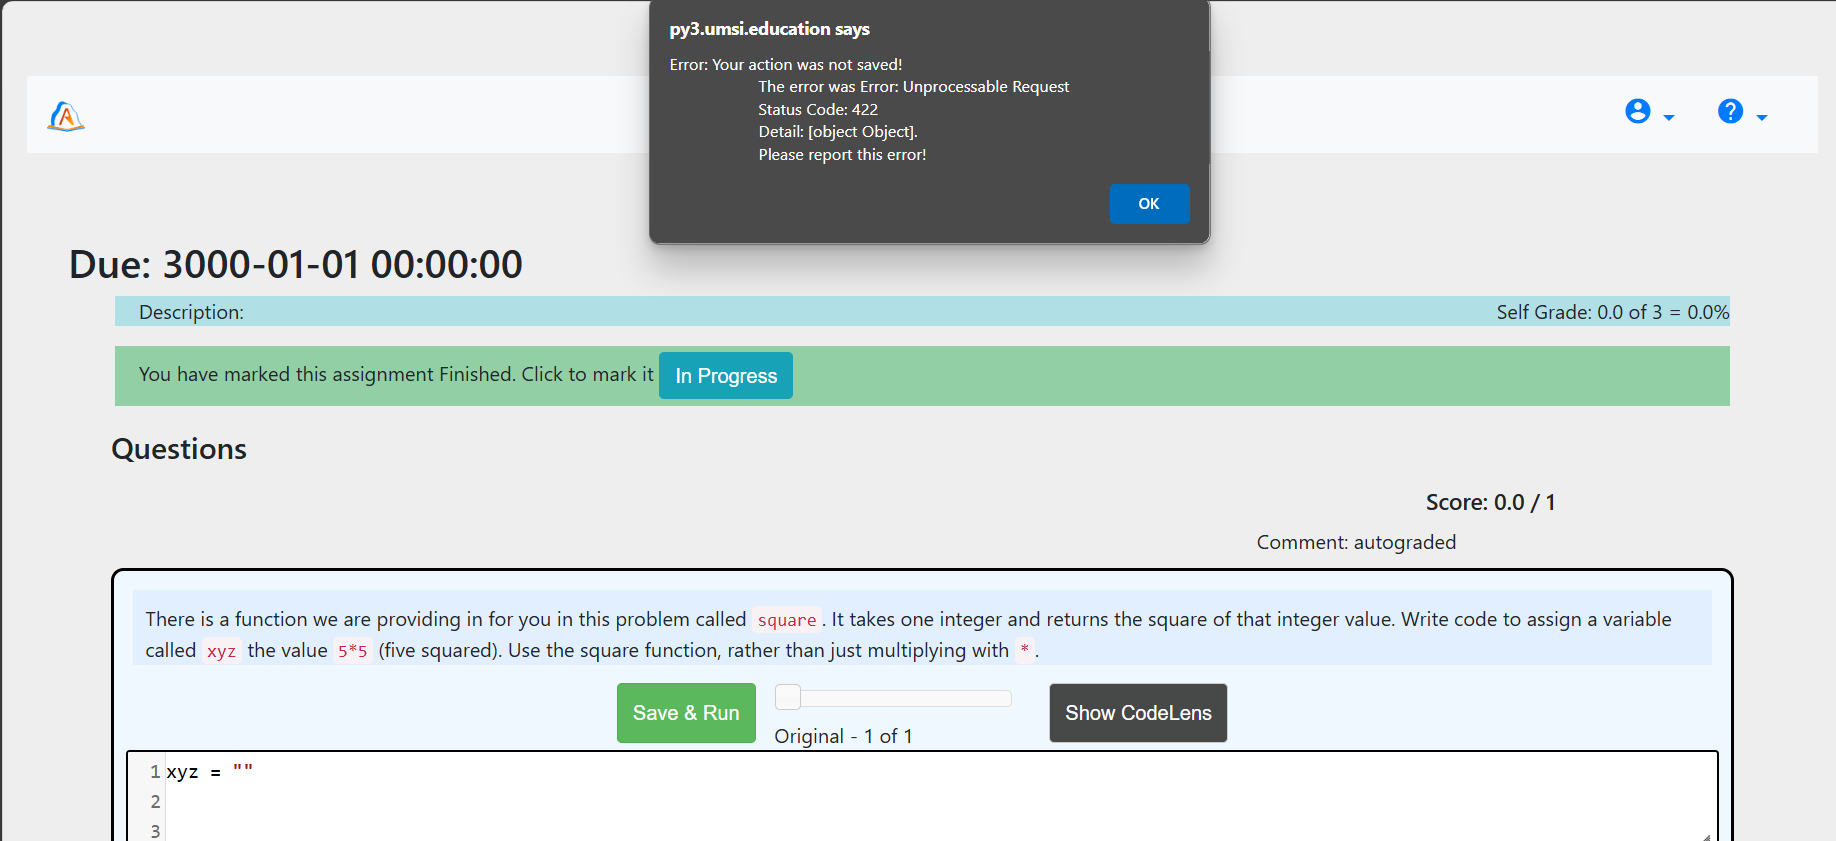 py3.umsi.education says
Error: Your action was not saved!
The error was Error: Unprocessable Request
Status Code: 422
Detail: [object Object].
Please report this error!
OK
Due: 3000-01-01 00:00:00
Description:
Self Grade: 0.0 of 3 = 0.0%
You have marked this assignment Finished. Click to mark it In Progress
Questions
Score: 0.0 / 1
Comment: autograded
There is a function we are providing in for you in this problem called square. It takes one integer and returns the square of that integer value. Write code to assign a variable
called xyz the value 5*5 (five squared). Use the square function, rather than just multiplying with *.
Save & Run
Original - 1 of 1
Show CodeLens
1 xyz = ""
2
3